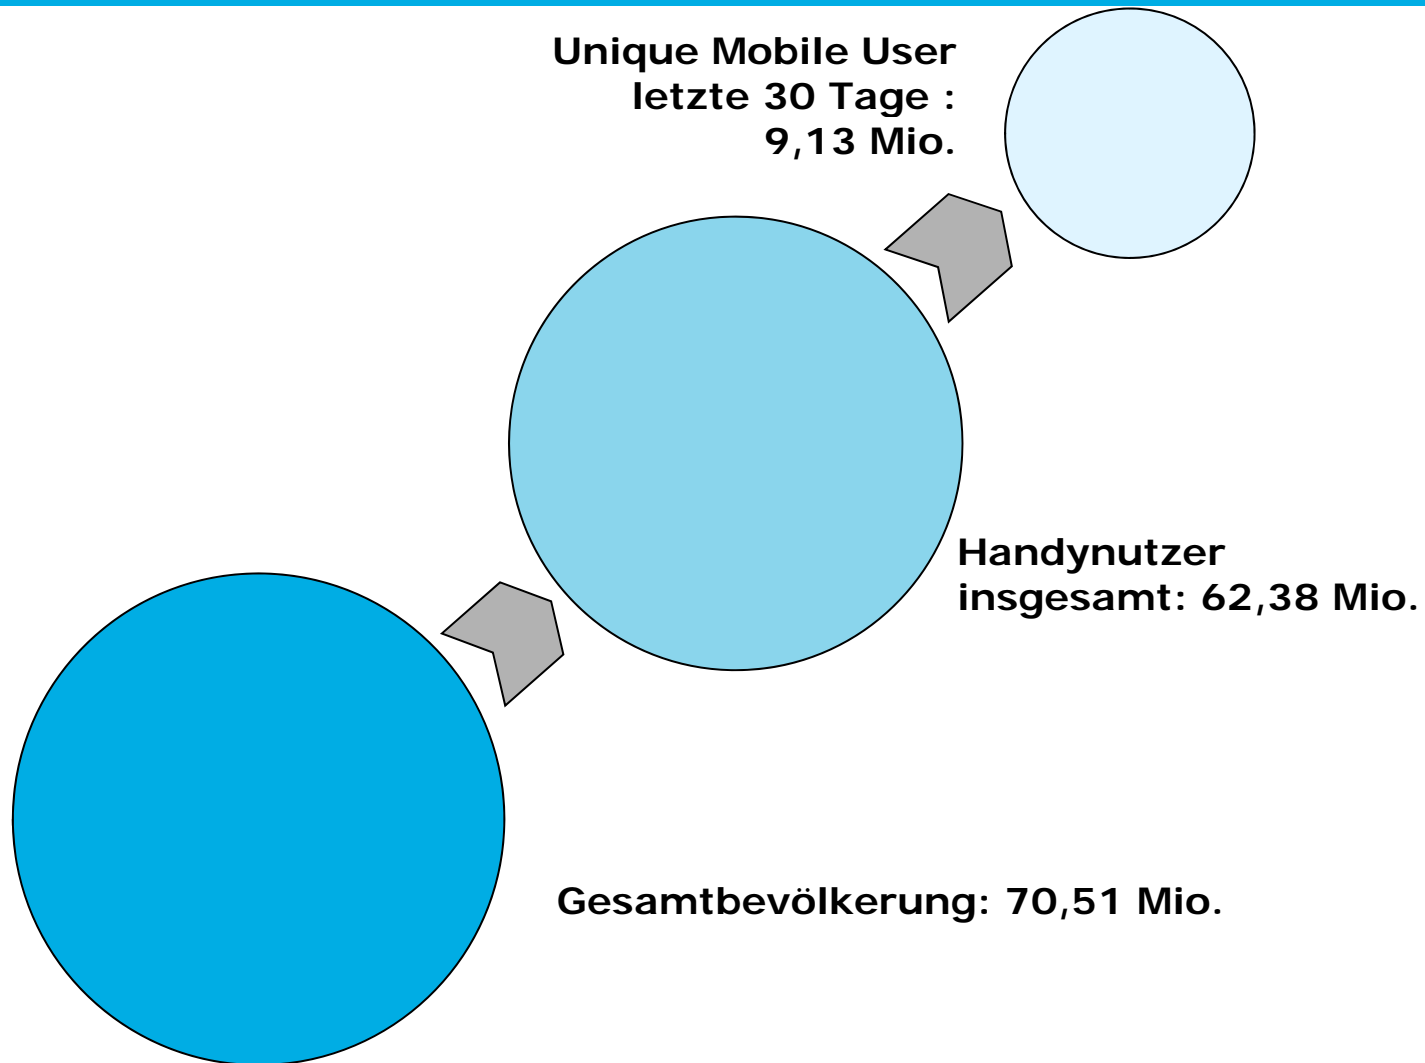 Unique Mobile User
letzte 30 Tage :
9,13 Mio.
Handynutzer
insgesamt: 62,38 Mio.
Gesamtbevölkerung: 70,51 Mio.